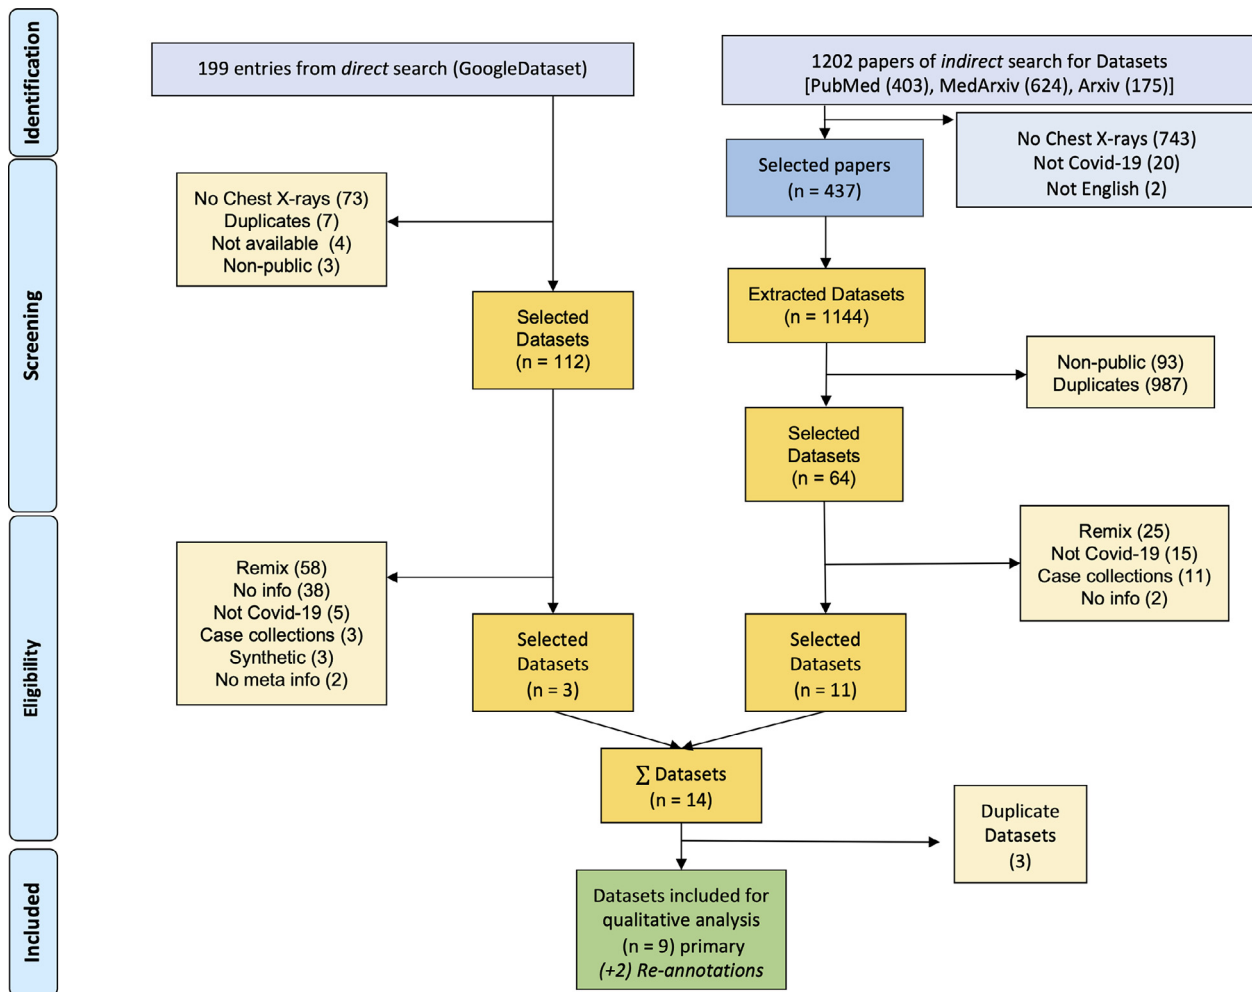 Identification
199 entries from direct search (GoogleDataset)
1202 papers of indirect search for Datasets
[PubMed (403), MedArxiv (624), Arxiv (175)]
No Chest X-rays (743)
Not Covid-19 (20)
Not English (2)
Selected papers
(n = 437)
Screening
No Chest X-rays (73)
Duplicates (7)
Not available (4)
Non-public (3)
Selected
Datasets
(n = 112)
Extracted Datasets
(n = 1144)
Non-public (93)
Duplicates (987)
Selected
Datasets
(n = 64)
Eligibility
Remix (58)
No info (38)
Not Covid-19 (5)
Case collections (3)
Synthetic (3)
No meta info (2)
Remix (25)
Not Covid-19 (15)
Case collections (11)
No info (2)
Selected
Datasets
(n = 3)
Selected
Datasets
(n = 11)
∑ Datasets
(n = 14)
Duplicate
Datasets
(3)
Included
Datasets included for
qualitative analysis
(n = 9) primary
(+2) Re-annotations